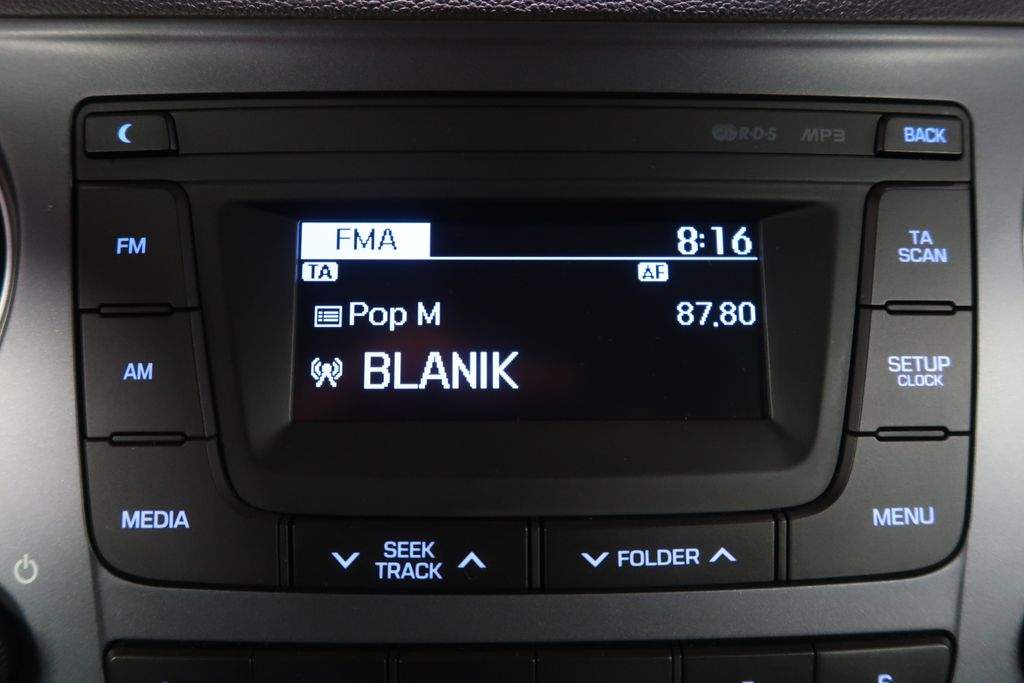 R·D·S MP3 BACK
FMA 8:16
TA AF
FM
TA
SCAN
Pop M 87.80
BLANIK
AM
SETUP
CLOCK
MEDIA
MENU
SEEK
TRACK
FOLDER